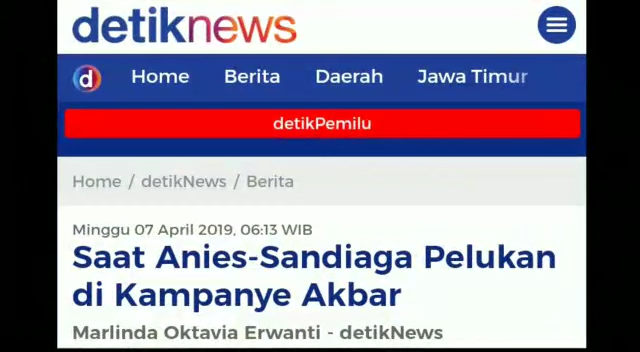 detiknews
d Home Berita Daerah Jawa Timur
detikPemilu
Home / detikNews / Berita
Minggu 07 April 2019, 06:13 WIB
Saat Anies-Sandiaga Pelukan
di Kampanye Akbar
Marlinda Oktavia Erwanti - detikNews